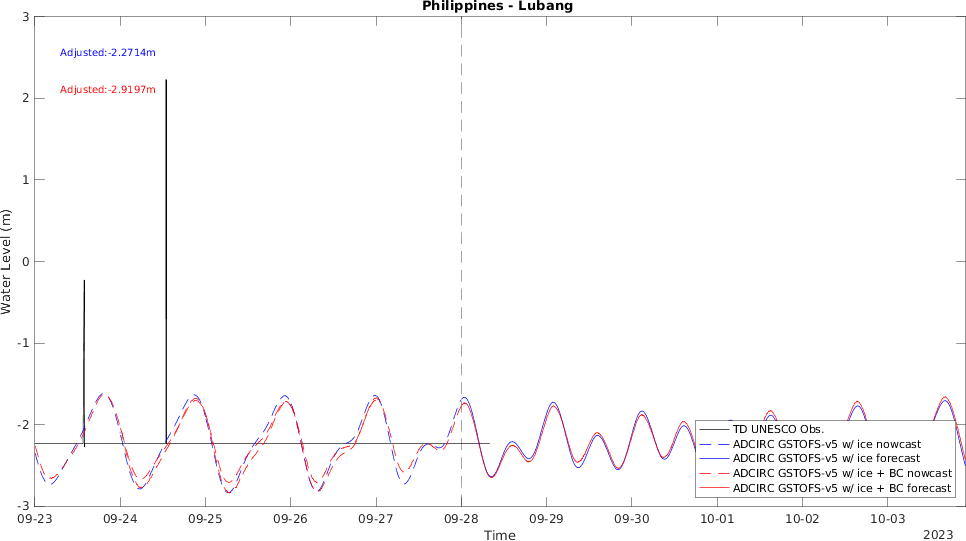 Philippines - Lubang
3
2
1
0
-1
-2
-3
Water Level (m)
Adjusted:-2.2714m
Adjusted:-2.9197m
TD UNESCO Obs.
ADCIRC GSTOFS-v5 w/ ice nowcast
ADCIRC GSTOFS-v5 w/ ice forecast
ADCIRC GSTOFS-v5 w/ ice + BC nowcast
ADCIRC GSTOFS-v5 w/ ice + BC forecast
09-23 09-24 09-25 09-26 09-27 09-28 09-29 09-30 10-01 10-02 10-03
Time
2023